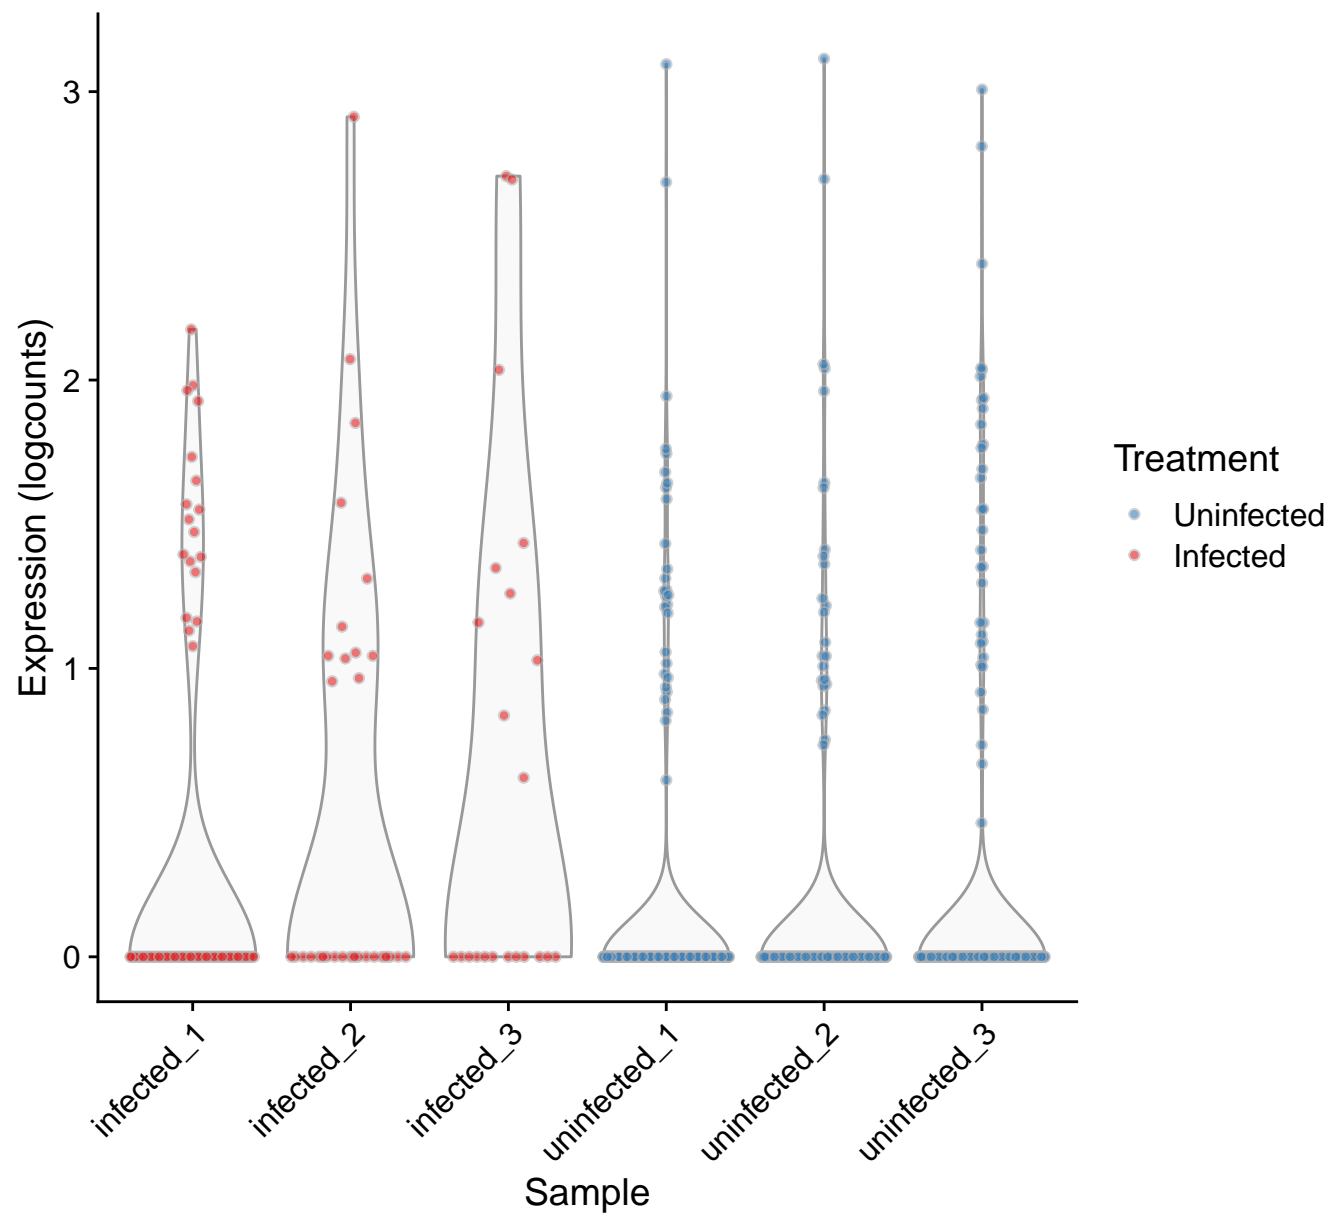 Expression (logcounts)
3
2
1
0
infected_1
infected_2
infected_3
uninfected_1
uninfected_2
uninfected_3
Sample
Treatment
Uninfected
Infected